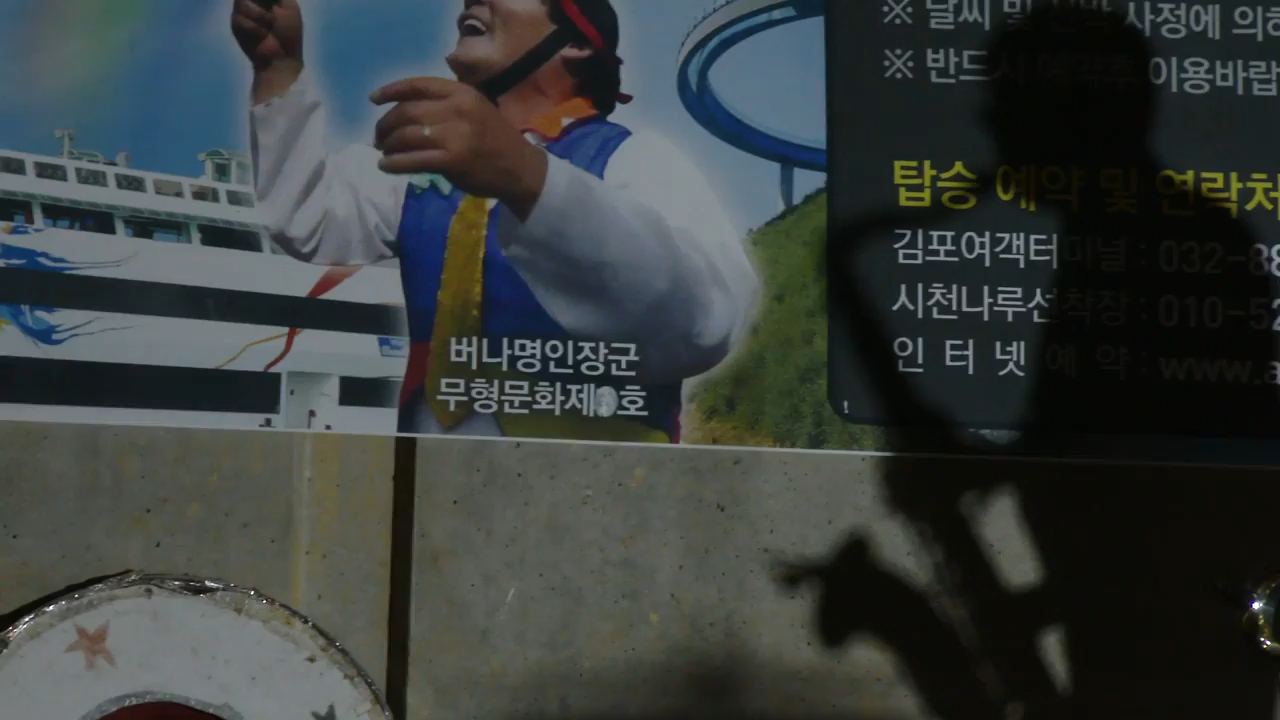 ※ 날씨 및 선박 사정에 의하
※ 반드시 예약후 이용바랍
탑승 예약 및 연락처
김포여객터미널 : 032-88
시천나루선착장 : 010-52
인 터 넷 예 약 : www.a
버나명인장군
무형문화제 호